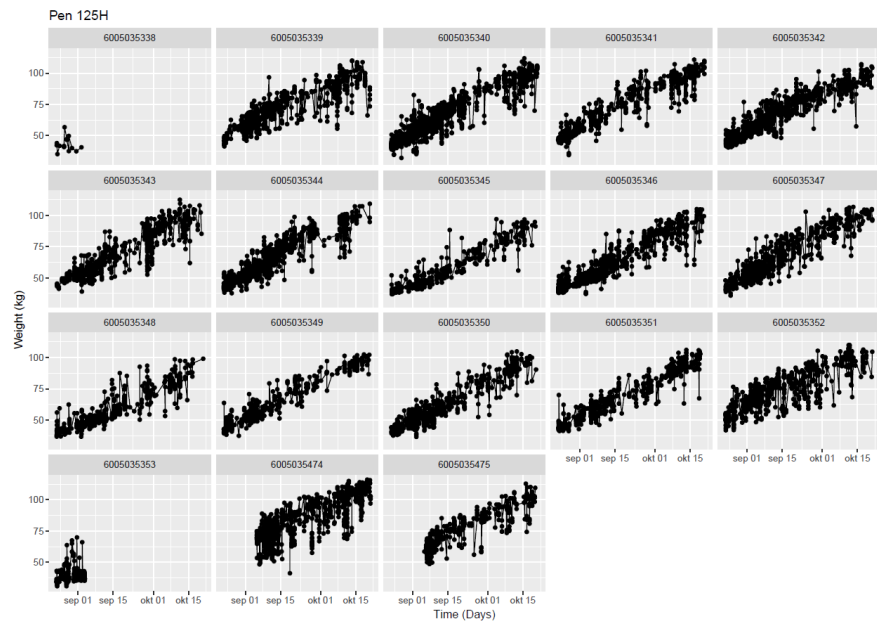 Pen 125H
6005035338 6005035339 6005035340 6005035341 6005035342
100
75
50
6005035343 6005035344 6005035345 6005035346 6005035347
100
75
50
Weight (kg)
6005035348 6005035349 6005035350 6005035351 6005035352
100
75
50
sep 01 sep 15 okt 01 okt 15 sep 01 sep 15 okt 01 okt 15
6005035353 6005035474 6005035475
100
75
50
sep 01 sep 15 okt 01 okt 15 sep 01 sep 15 okt 01 okt 15 sep 01 sep 15 okt 01 okt 15
Time (Days)